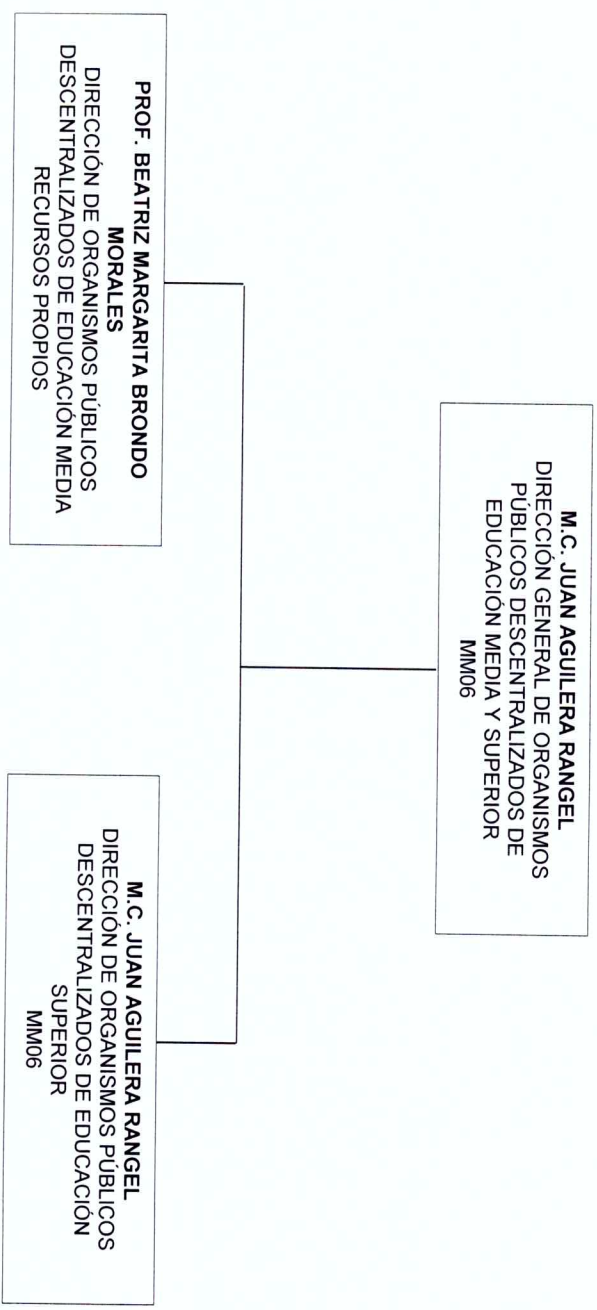 M.C. JUAN AGUILERA RANGEL
DIRECCIÓN GENERAL DE ORGANISMOS
PÚBLICOS DESCENTRALIZADOS DE
EDUCACIÓN MEDIA Y SUPERIOR
MM06
PROF. BEATRIZ MARGARITA BRONDO
MORALES
DIRECCIÓN DE ORGANISMOS PÚBLICOS
DESCENTRALIZADOS DE EDUCACIÓN MEDIA
RECURSOS PROPIOS
M.C. JUAN AGUILERA RANGEL
DIRECCIÓN DE ORGANISMOS PÚBLICOS
DESCENTRALIZADOS DE EDUCACIÓN
SUPERIOR
MM06